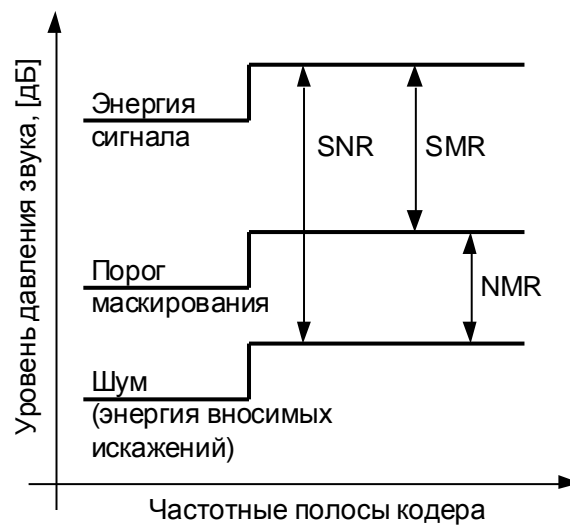 Уровень давления звука, [дБ]
Энергия
сигнала
SNR
SMR
Порог
маскирования
NMR
Шум
(энергия вносимых
искажений)
Частотные полосы кодера